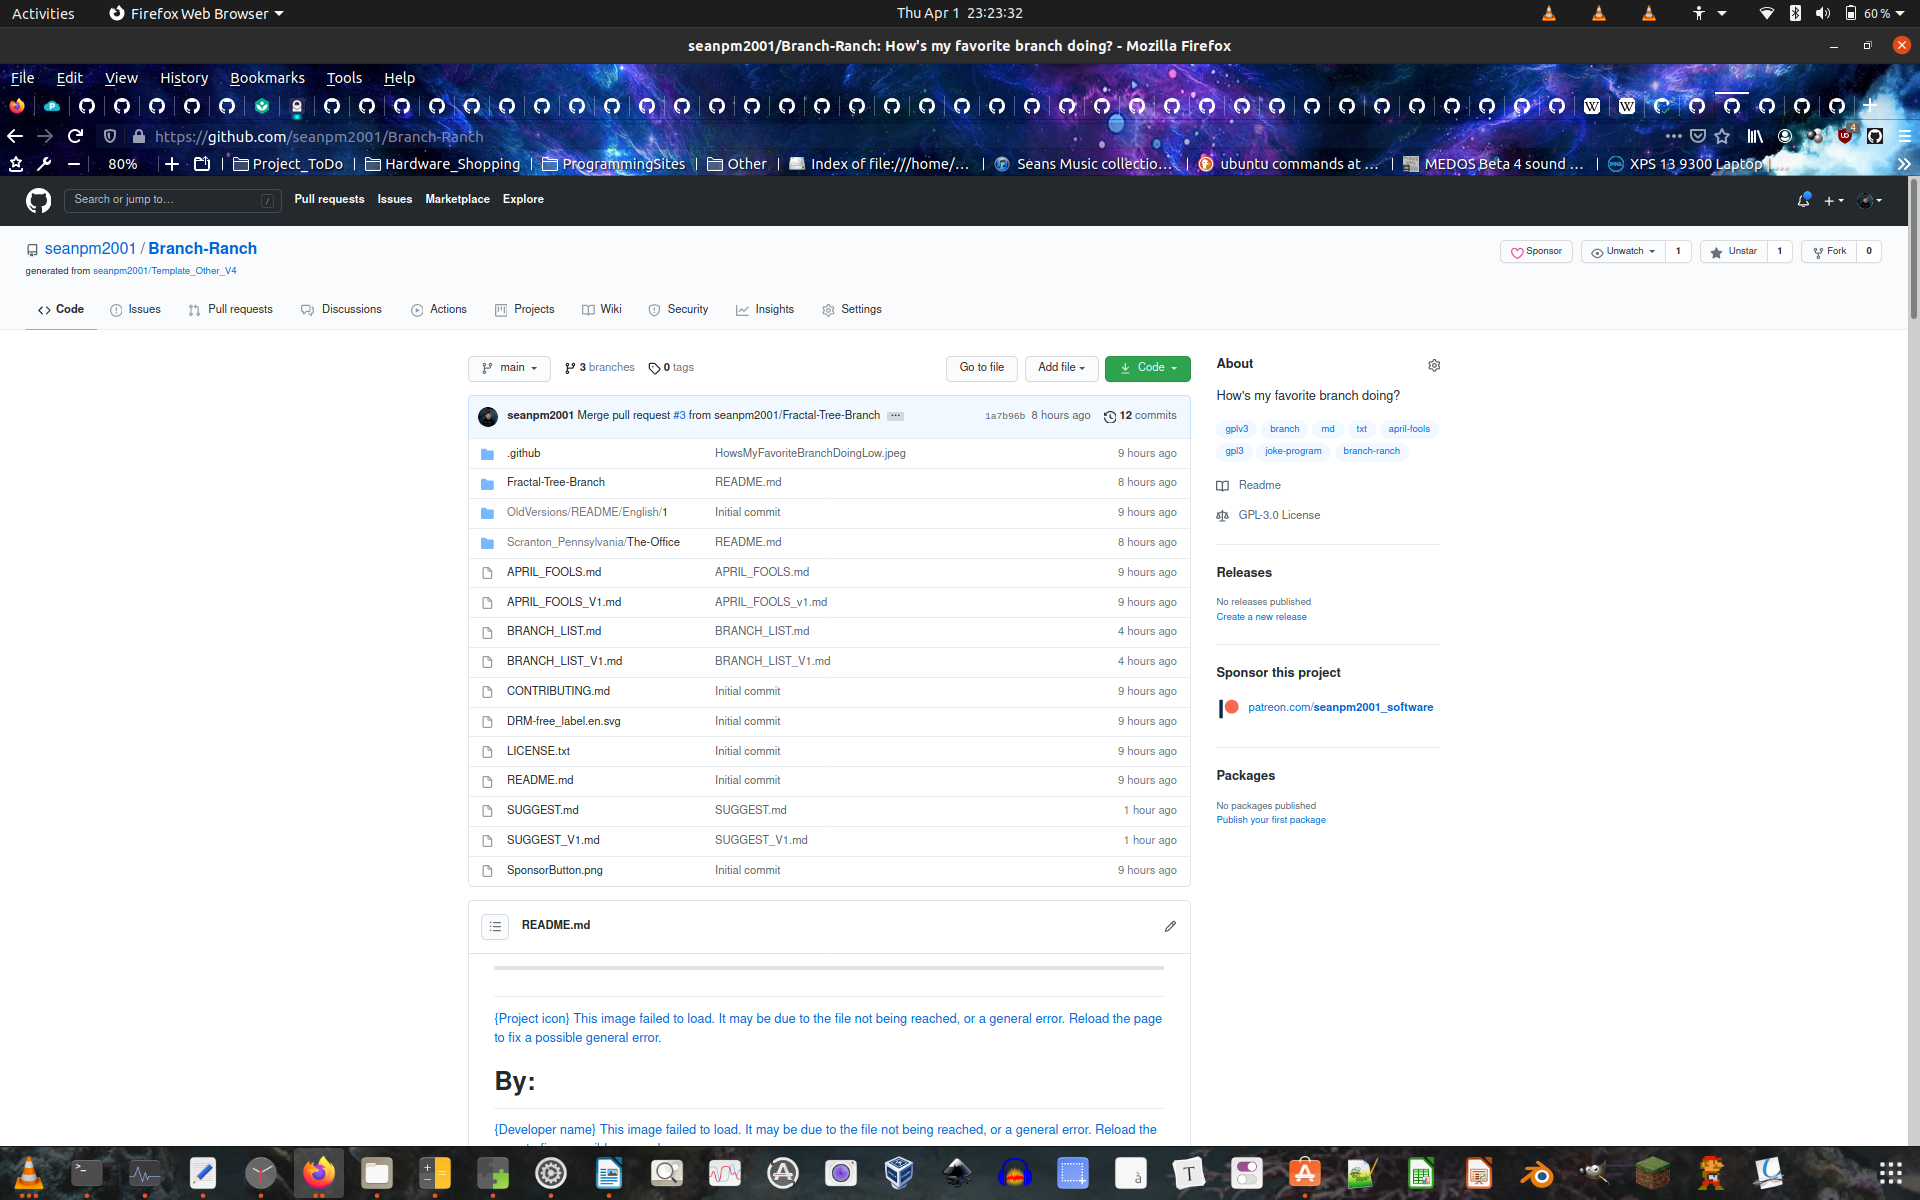 Activities
Firefox Web Browser
Thu Apr 1 23:23:32
60 %
seanpm2001/Branch-Ranch: How's my favorite branch doing? - Mozilla Firefox
File Edit View History Bookmarks Tools Help
https://github.com/seanpm2001/Branch-Ranch
80%
Project_ToDo
Hardware_Shopping
ProgrammingSites
Other
Index of file:///home/...
Seans Music collectio...
ubuntu commands at ...
MEDOS Beta 4 sound ...
XPS 13 9300 Laptop
Search or jump to... /
Pull requests Issues Marketplace Explore
seanpm2001 / Branch-Ranch
generated from seanpm2001/Template_Other_V4
Sponsor
Unwatch 1
Unstar 1
Fork 0
Code Issues Pull requests Discussions Actions Projects Wiki Security Insights Settings
main
3 branches
0 tags
Go to file
Add file
Code
seanpm2001 Merge pull request #3 from seanpm2001/Fractal-Tree-Branch ... 1a7b96b 8 hours ago 12 commits
.github HowsMyFavoriteBranchDoingLow.jpeg 9 hours ago
Fractal-Tree-Branch README.md 8 hours ago
OldVersions/README/English/1 Initial commit 9 hours ago
Scranton_Pennsylvania/The-Office README.md 8 hours ago
APRIL_FOOLS.md APRIL_FOOLS.md 9 hours ago
APRIL_FOOLS_V1.md APRIL_FOOLS_v1.md 9 hours ago
BRANCH_LIST.md BRANCH_LIST.md 4 hours ago
BRANCH_LIST_V1.md BRANCH_LIST_V1.md 4 hours ago
CONTRIBUTING.md Initial commit 9 hours ago
DRM-free_label.en.svg Initial commit 9 hours ago
LICENSE.txt Initial commit 9 hours ago
README.md Initial commit 9 hours ago
SUGGEST.md SUGGEST.md 1 hour ago
SUGGEST_V1.md SUGGEST_V1.md 1 hour ago
SponsorButton.png Initial commit 9 hours ago
About
How's my favorite branch doing?
gplv3 branch md txt april-fools
gpl3 joke-program branch-ranch
Readme
GPL-3.0 License
Releases
No releases published
Create a new release
Sponsor this project
patreon.com/seanpm2001_software
Packages
No packages published
Publish your first package
README.md
{Project icon} This image failed to load. It may be due to the file not being reached, or a general error. Reload the page
to fix a possible general error.
By:
{Developer name} This image failed to load. It may be due to the file not being reached, or a general error. Reload the